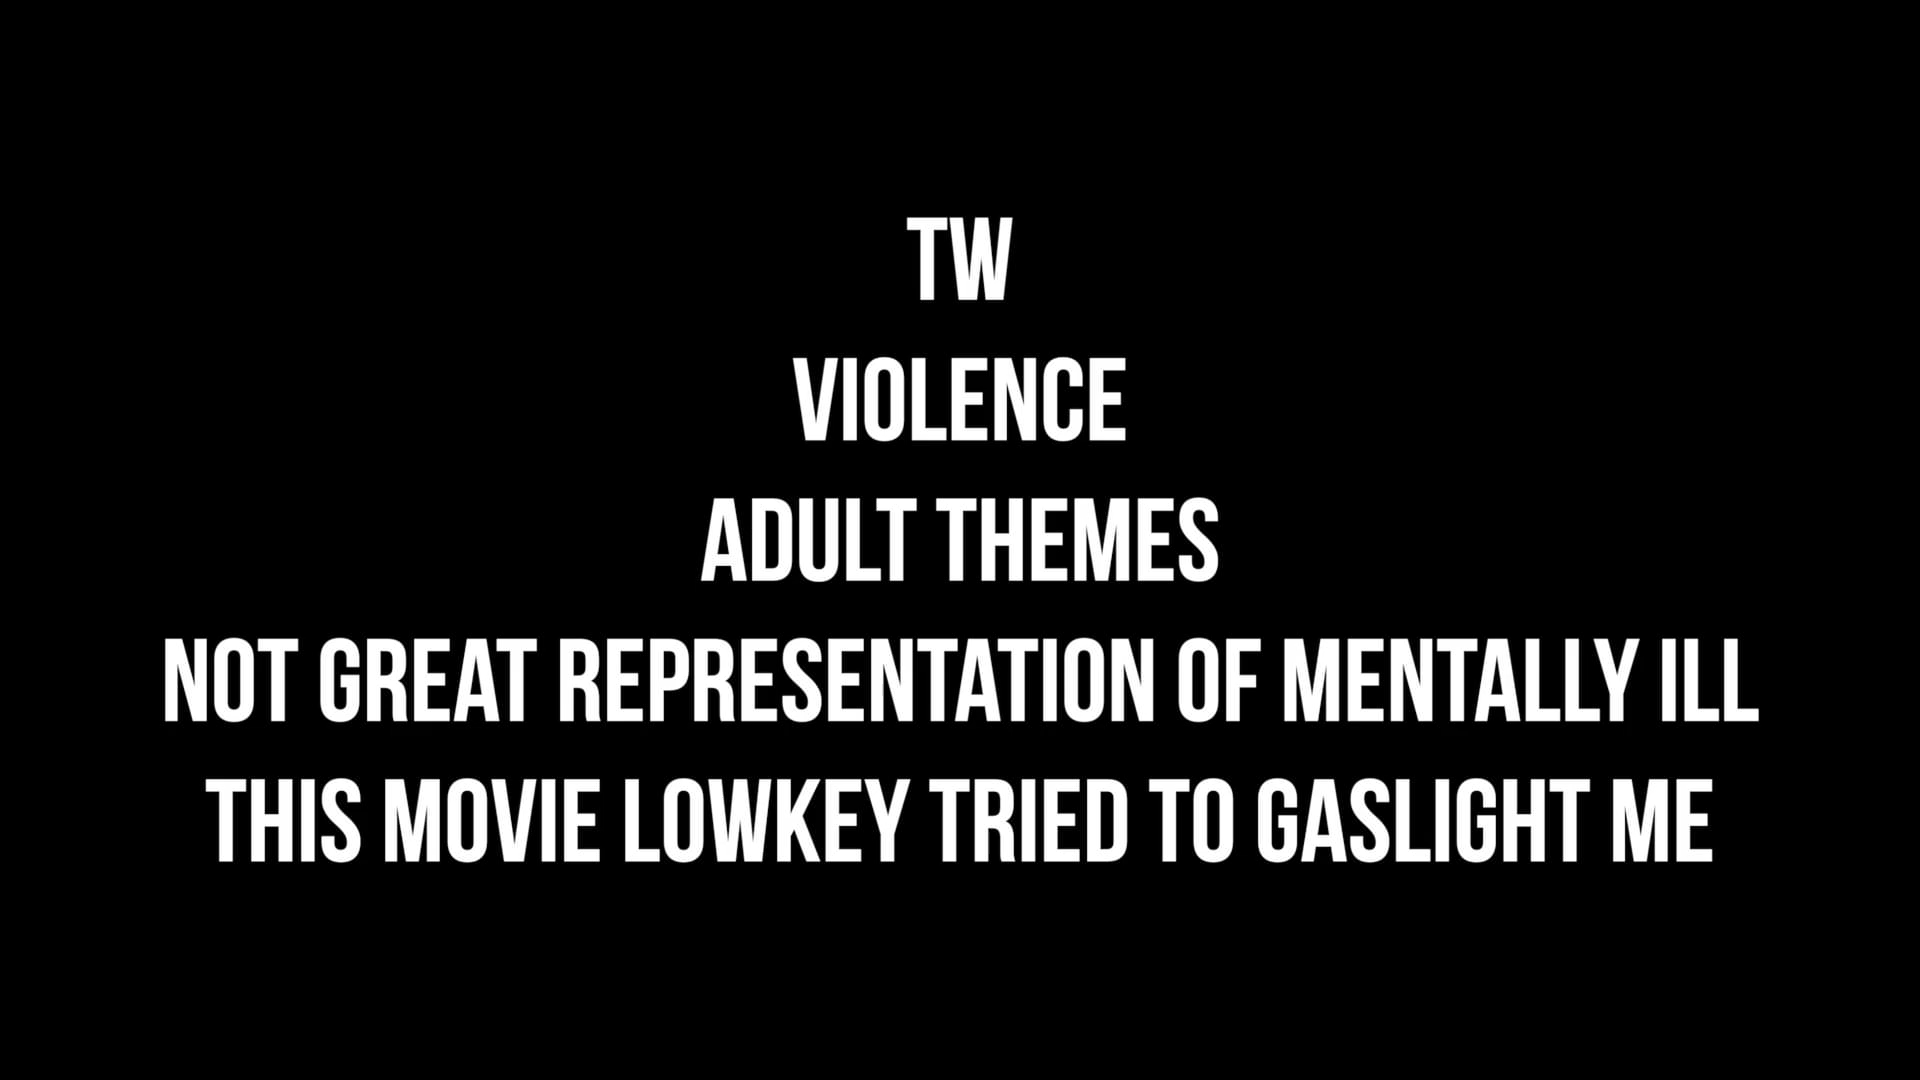 TW
VIOLENCE
ADULT THEMES
NOT GREAT REPRESENTATION OF MENTALLY ILL
THIS MOVIE LOWKEY TRIED TO GASLIGHT ME